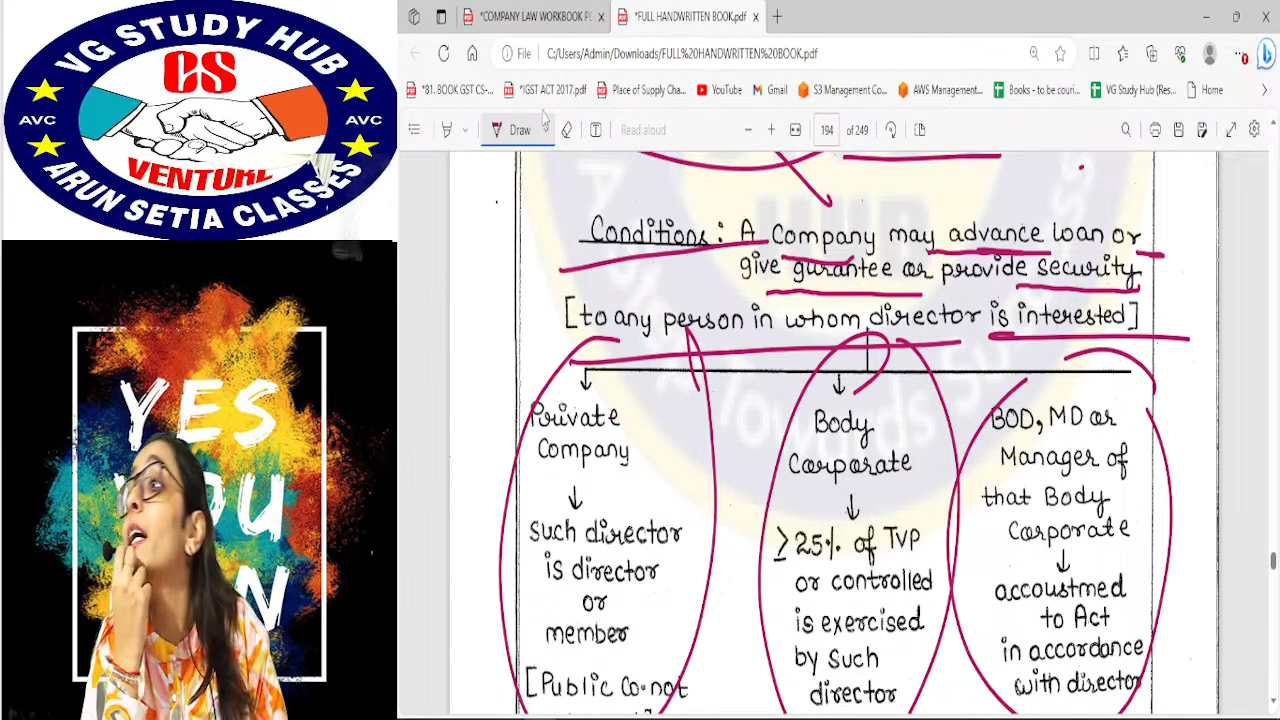 VG STUDY HUB
CS
AVC
AVC
VENTURE
ARUN SETIA CLASSES
YES
*COMPANY LAW WORKBOOK
*FULL HANDWRITTEN BOOK.pdf
File
C:/Users/Admin/Downloads/FULL%20HANDWRITTEN%20BOOK.pdf
*81. BOOK GST CS-...
*IGST ACT 2017.pdf
Place of Supply Cha...
YouTube
Gmail
S3 Management Co...
AWS Management...
Books - to be couri...
VG Study Hub (Res...
Home
Draw
Read aloud
194
of 249
Conditions : A Company may advance loan or
give gurantee or provide security
[to any person in whom director is interested]
Private
Company
such director
is director
or
member
[Public Co. not
Body
Corporate
≥25% of TVP
or controlled
is exercised
by such
director
BOD, MD or
Manager of
that Body
Corporate
accoustmed
to Act
in accordance
with director